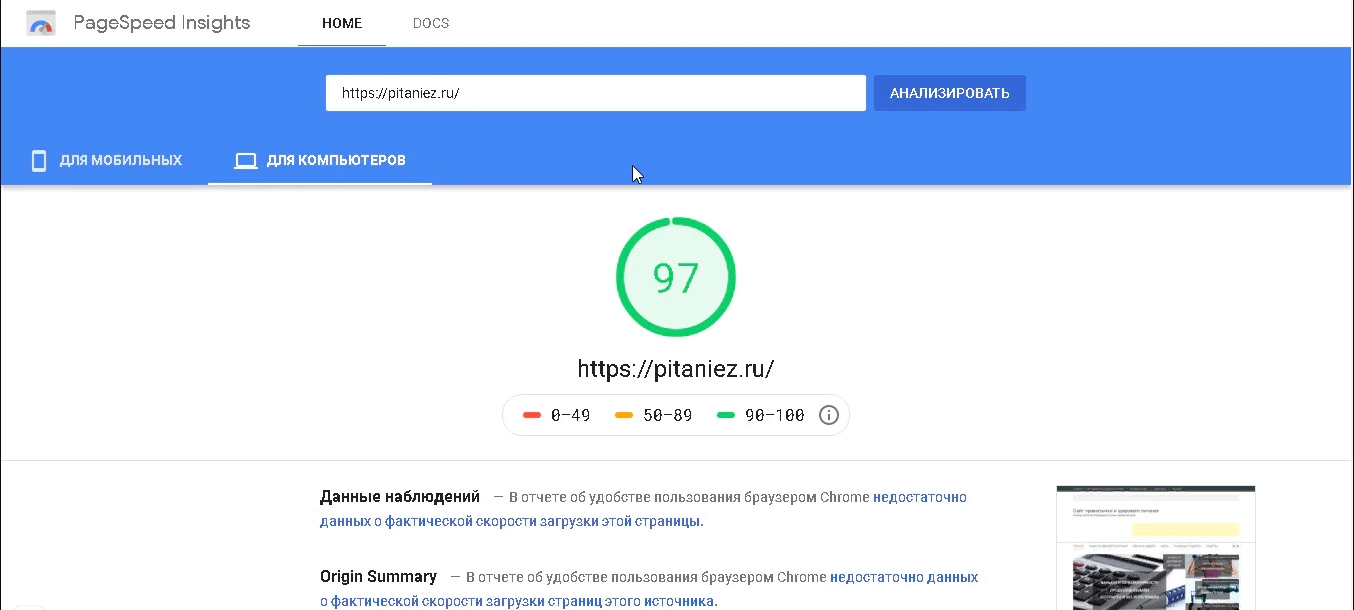 PageSpeed Insights
HOME
DOCS
https://pitaniez.ru/
АНАЛИЗИРОВАТЬ
ДЛЯ МОБИЛЬНЫХ
ДЛЯ КОМПЬЮТЕРОВ
97
https://pitaniez.ru/
0–49
50–89
90–100
Данные наблюдений — В отчете об удобстве пользования браузером Chrome недостаточно
данных о фактической скорости загрузки этой страницы.
Origin Summary — В отчете об удобстве пользования браузером Chrome недостаточно данных
о фактической скорости загрузки страниц этого источника.